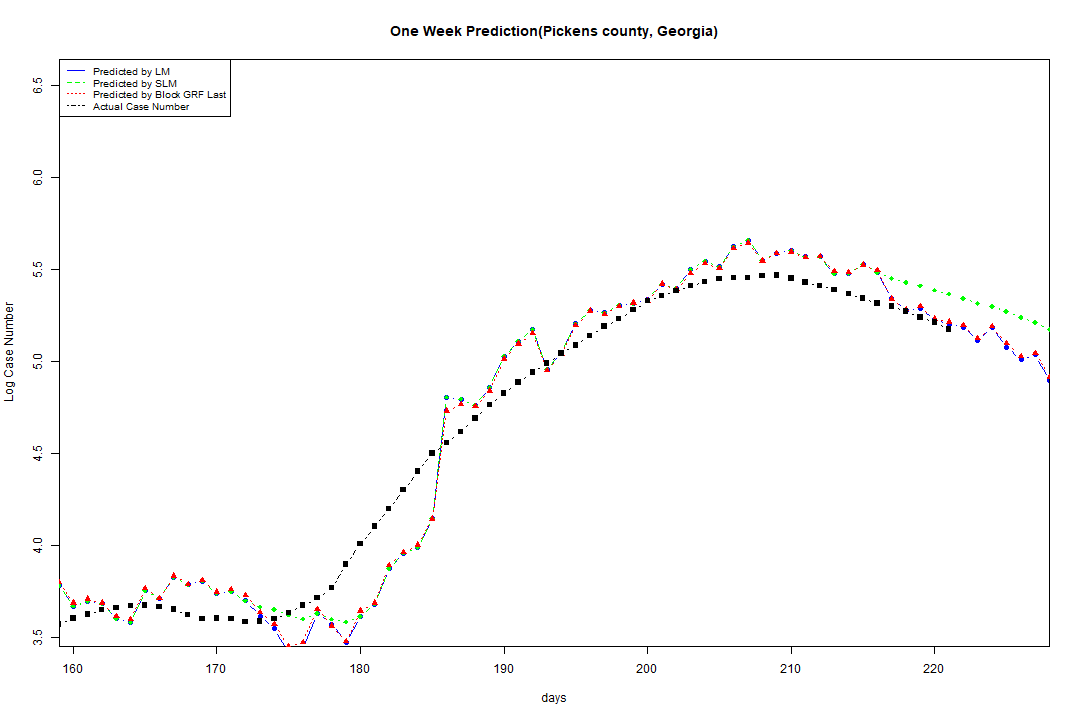 One Week Prediction(Pickens county, Georgia)
Predicted by LM
Predicted by SLM
Predicted by Block GRF Last
Actual Case Number
Log Case Number
6.5
6.0
5.5
5.0
4.5
4.0
3.5
160 170 180 190 200 210 220
days